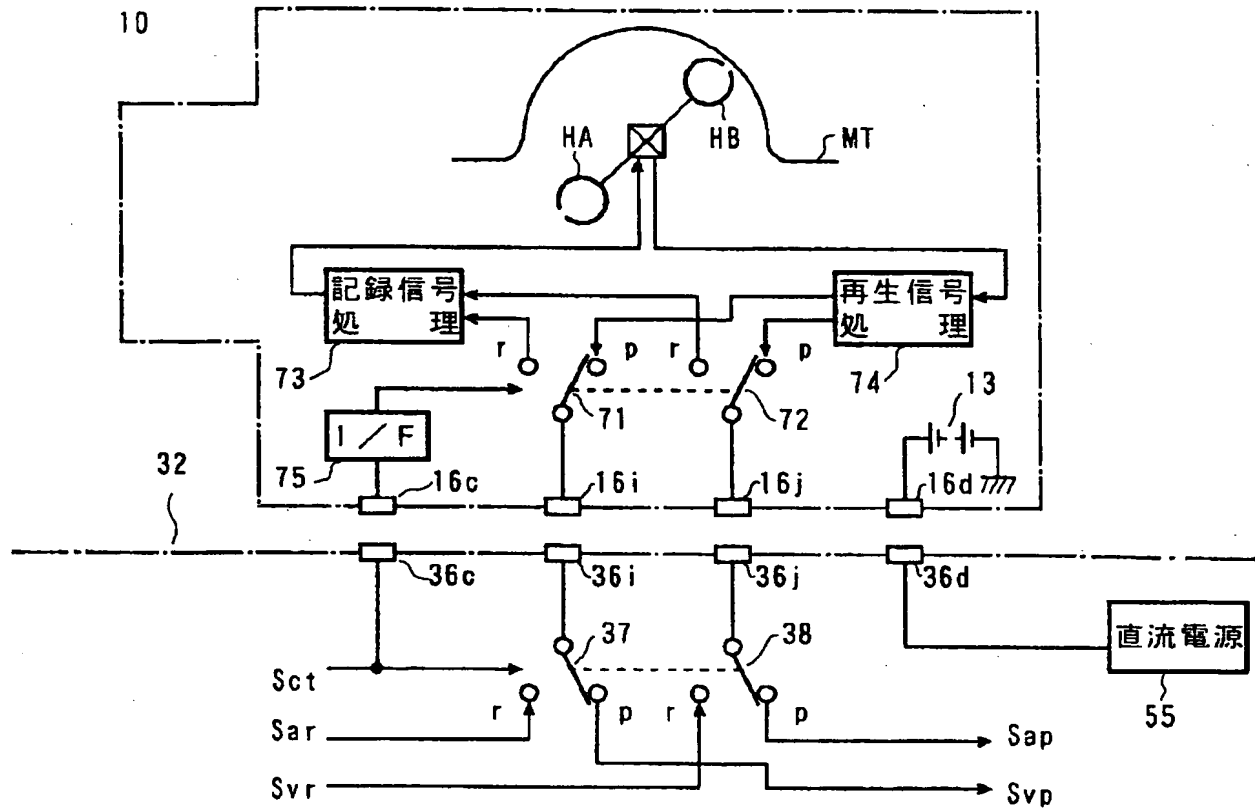 10
HA
HB
MT
記録信号
処理
再生信号
処理
r
p
r
p
73
74
71
72
13
I/F
75
32
16c
16i
16j
16d
36c
36i
36j
36d
直流電源
37
38
55
Sct
r
p
r
p
Sar
Sap
Svr
Svp